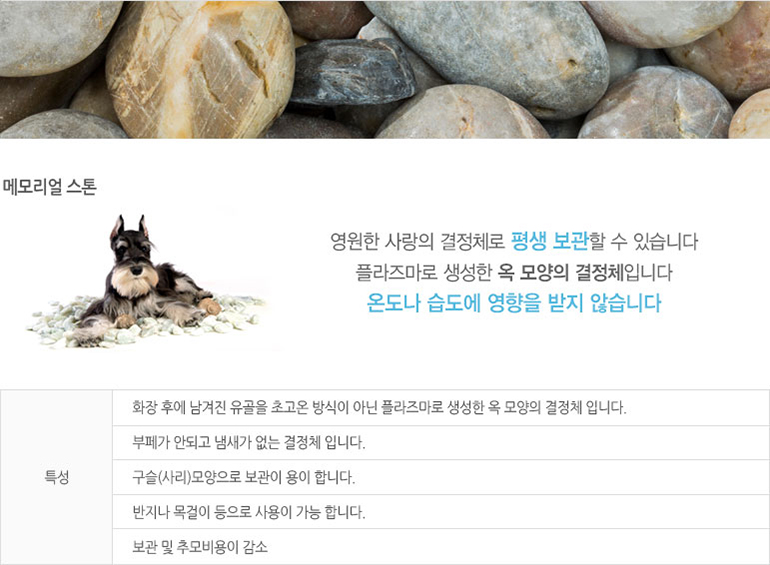 메모리얼 스톤
영원한 사랑의 결정체로 평생 보관할 수 있습니다
플라즈마로 생성한 옥 모양의 결정체입니다
온도나 습도에 영향을 받지 않습니다
특성
화장 후에 남겨진 유골을 초고온 방식이 아닌 플라즈마로 생성한 옥 모양의 결정체 입니다.
부폐가 안되고 냄새가 없는 결정체 입니다.
구슬(사리)모양으로 보관이 용이 합니다.
반지나 목걸이 등으로 사용이 가능 합니다.
보관 및 추모비용이 감소